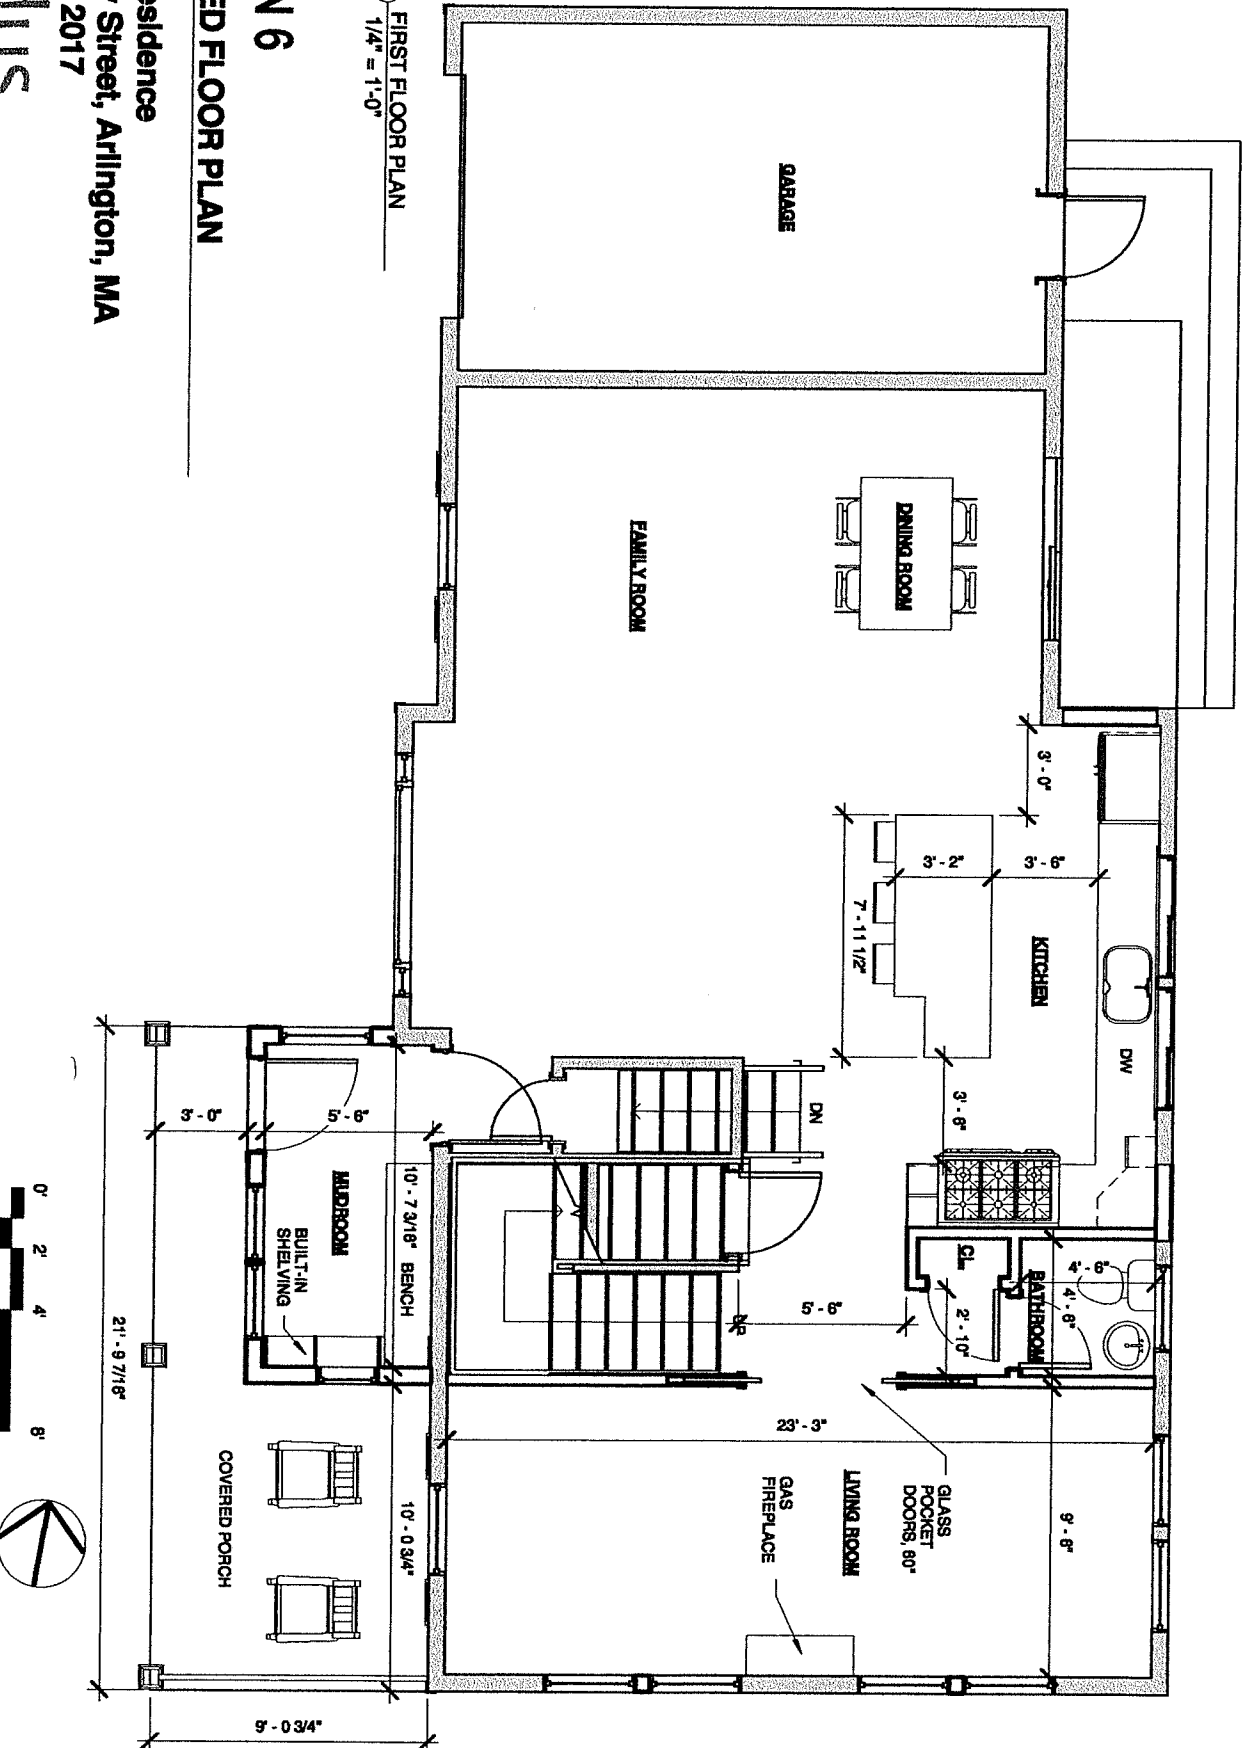 N 6
ED FLOOR PLAN
esidence
Street, Arlington, MA
2017
FIRST FLOOR PLAN
1/4" = 1'-0"
GARAGE
DINING ROOM
FAMILY ROOM
3' - 0"
3' - 2"
3' - 6"
7' - 11 1/2"
KITCHEN
DW
3' - 6"
DN
UP
CL
BATHROOM
4' - 6"
4' - 6"
2' - 10"
5' - 6"
3' - 0"
5' - 6"
MUDROOM
10' - 7 3/16"
BENCH
BUILT-IN
SHELVING
23' - 3"
9' - 6"
GLASS
POCKET
DOORS, 60"
LIVING ROOM
GAS
FIREPLACE
10' - 0 3/4"
COVERED PORCH
21' - 9 7/16"
9' - 0 3/4"
0'
2'
4'
8'